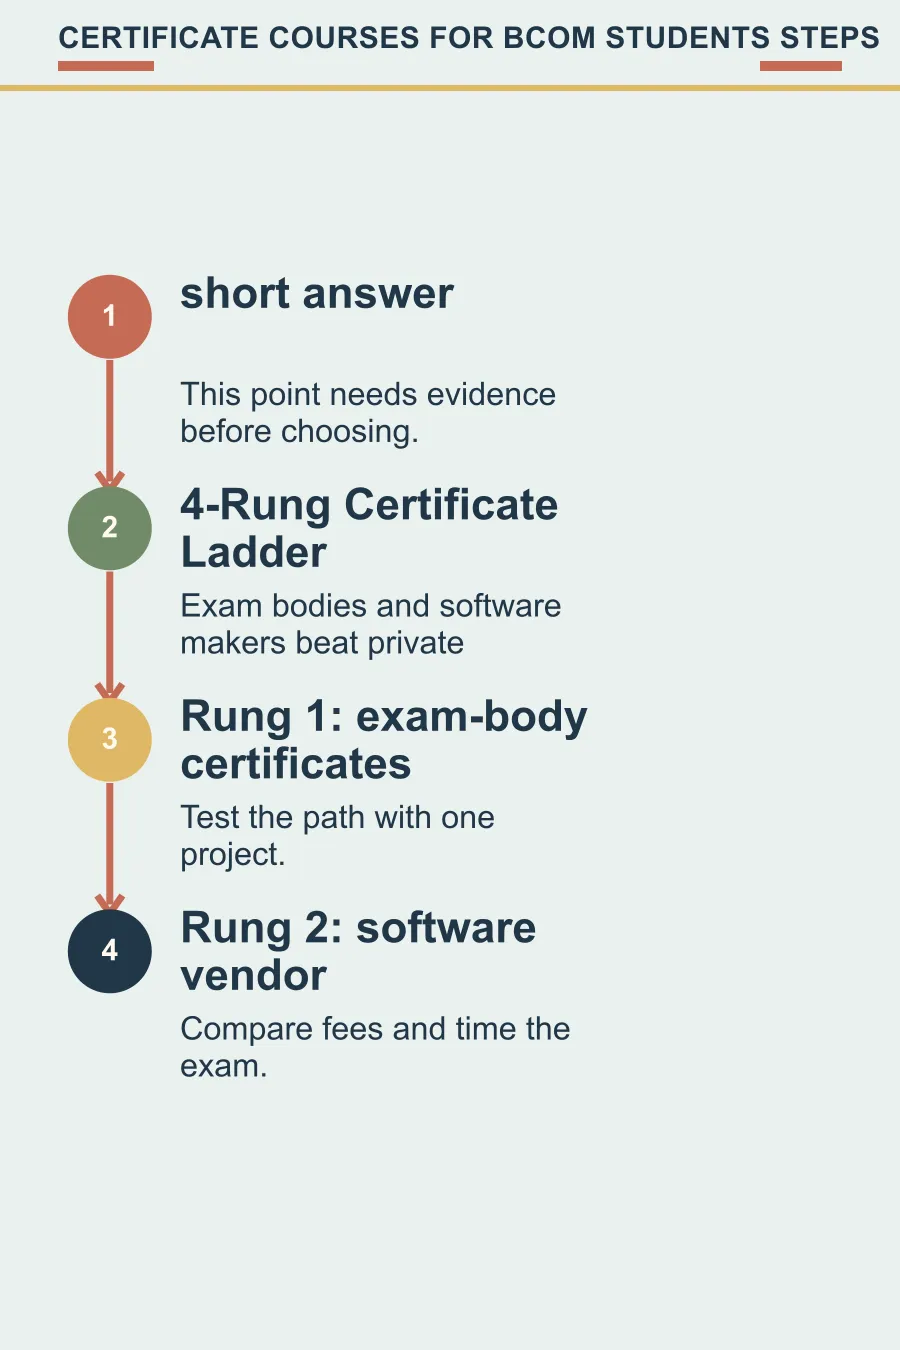 CERTIFICATE COURSES FOR BCOM STUDENTS STEPS
1
short answer
This point needs evidence
before choosing.
2
4-Rung Certificate
Ladder
Exam bodies and software
makers beat private
3
Rung 1: exam-body
certificates
Test the path with one
project.
4
Rung 2: software
vendor
Compare fees and time the
exam.